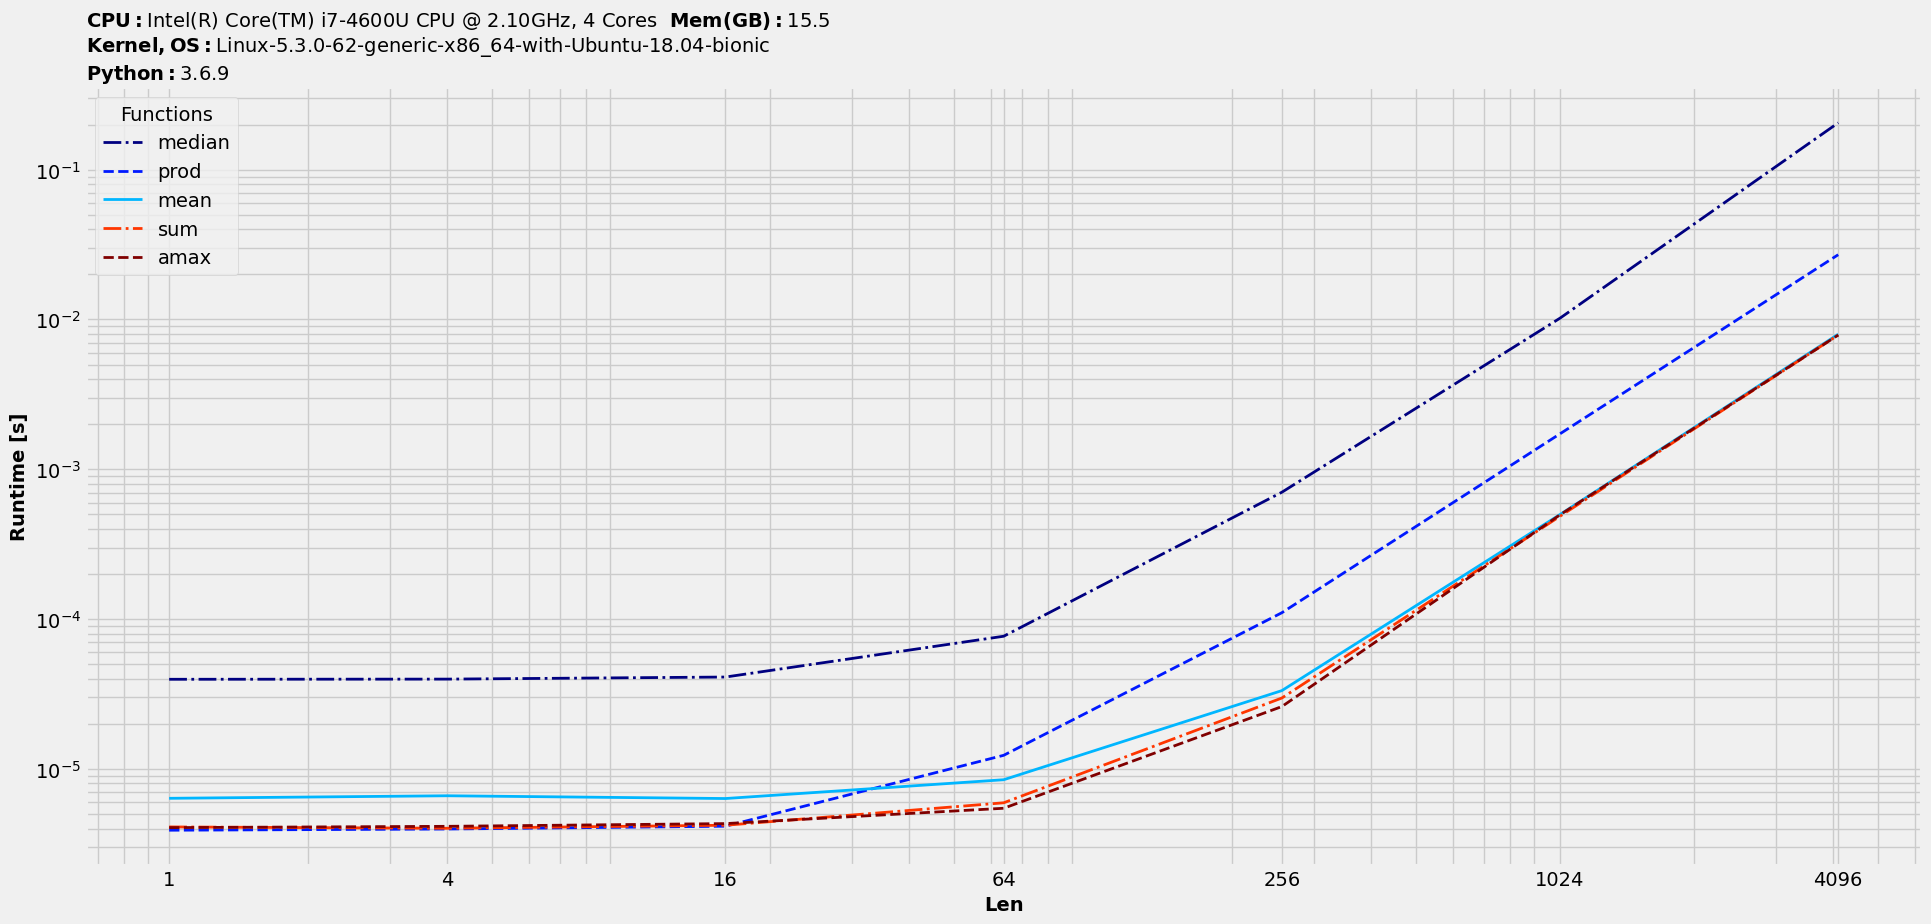 CPU: Intel(R) Core(TM) i7-4600U CPU @ 2.10GHz, 4 Cores  Mem(GB): 15.5
Kernel, OS: Linux-5.3.0-62-generic-x86_64-with-Ubuntu-18.04-bionic
Python: 3.6.9
Functions
median
prod
mean
sum
amax
10⁻¹
10⁻²
10⁻³
10⁻⁴
10⁻⁵
Runtime [s]
1 4 16 64 256 1024 4096
Len